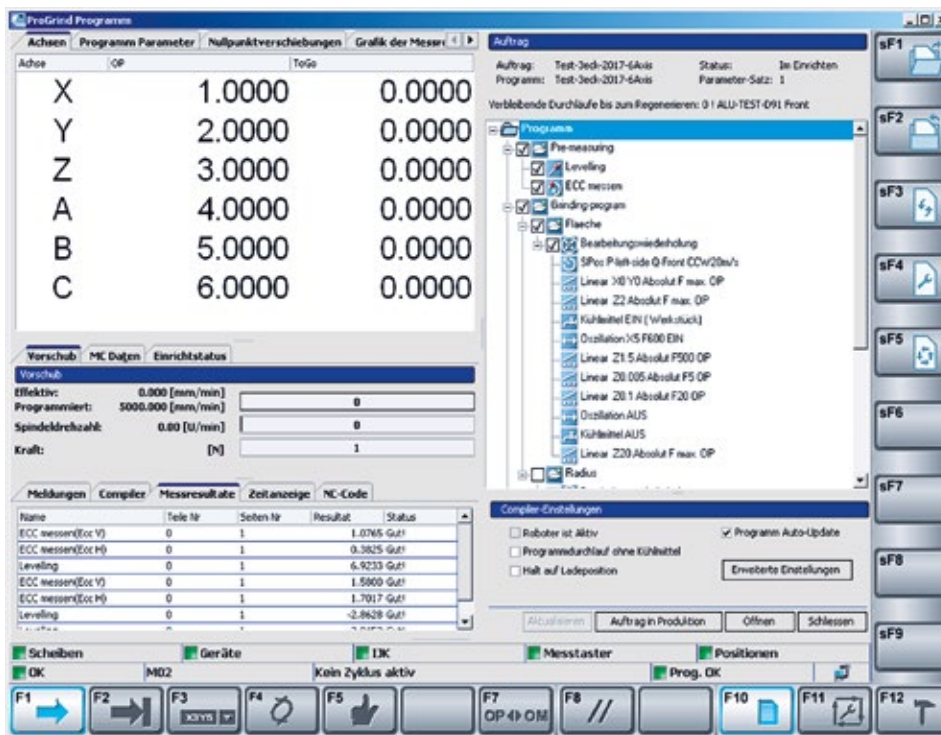 ProGrind Programm
Achsen Programm Parameter Nullpunktverschiebungen Grafik der Messre
Achse OP ToGo
X 1.0000 0.0000
Y 2.0000 0.0000
Z 3.0000 0.0000
A 4.0000 0.0000
B 5.0000 0.0000
C 6.0000 0.0000
Vorschub MC Daten Einrichtstatus
Vorschub
Effektiv: 0.000 [mm/min]
Programmiert: 5000.000 [mm/min] 0
Spindeldrehzahl: 0.00 [U/min] 0
Kraft: [N] 1
Meldungen Compiler Messresultate Zeitanzeige NC-Code
Name Teile Nr Seiten Nr Resultat Status
ECC messen(Ecc V) 0 1 1.0765 Gut!
ECC messen(Ecc H) 0 1 0.3825 Gut!
Leveling 0 1 6.9233 Gut!
ECC messen(Ecc V) 0 1 1.5800 Gut!
ECC messen(Ecc H) 0 1 1.7017 Gut!
Leveling 0 1 -2.8628 Gut!
Auftrag
Auftrag: Test-3eck-2017-6Axis Status: Im Einrichten
Programm: Test-3eck-2017-6Axis Parameter-Satz: 1
Verbleibende Durchläufe bis zum Regenerieren: 0 ! ALU-TEST-D91 Front
Programm
Pre-measuring
Levelling
ECC messen
Grinding-program
Flaeche
Bearbeitungswiederholung
SPos P-left-side Q-Front CCW20m/s
Linear X0 Y0 Absolut F max. OP
Linear Z2 Absolut F max. OP
Kühlmittel EIN ( Werkstück)
Oszillation X5 F600 EIN
Linear Z1.5 Absolut F500 OP
Linear Z0.005 Absolut F5 OP
Linear Z0.1 Absolut F20 OP
Oszillation AUS
Kühlmittel AUS
Linear Z20 Absolut F max. OP
Radius
Compiler-Einstellungen
Roboter ist Aktiv Programm Auto-Update
Programmdurchlauf ohne Kühlmittel
Halt auf Ladeposition Erweiterte Einstellungen
Aktualisieren Auftrag in Produktion Öffnen Schliessen
sF1
sF2
sF3
sF4
sF5
sF6
sF7
sF8
sF9
Scheiben Geräte IJK Messtaster Positionen
OK M02 Kein Zyklus aktiv Prog. OK
F1 F2 F3 F4 F5 F7 F8 F10 F11 F12
OP OM